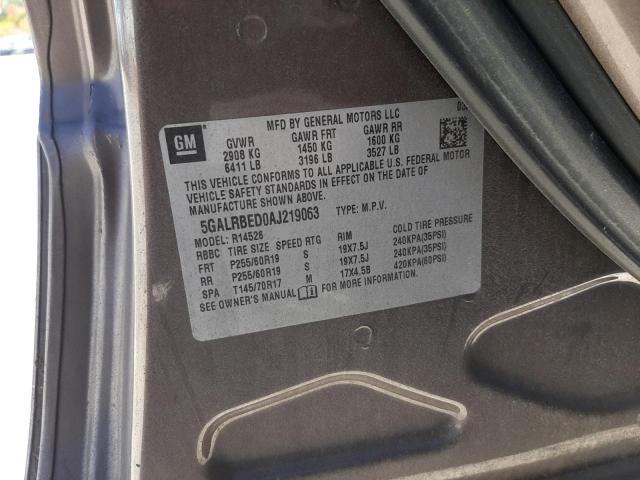 MFD BY GENERAL MOTORS LLC
GM GVWR GAWR FRT GAWR RR
2908 KG 1450 KG 1600 KG
6411 LB 3196 LB 3527 LB
THIS VEHICLE CONFORMS TO ALL APPLICABLE U.S. FEDERAL MOTOR
VEHICLE SAFETY STANDARDS IN EFFECT ON THE DATE OF
MANUFACTURE SHOWN ABOVE.
5GALRBED0AJ219063 TYPE: M.P.V.
MODEL: R14526
RBBC TIRE SIZE SPEED RTG RIM COLD TIRE PRESSURE
FRT P255/60R19 S 19X7.5J 240KPA(35PSI)
RR P255/60R19 S 19X7.5J 240KPA(35PSI)
SPA T145/70R17 M 17X4.5B 420KPA(60PSI)
SEE OWNER'S MANUAL FOR MORE INFORMATION.